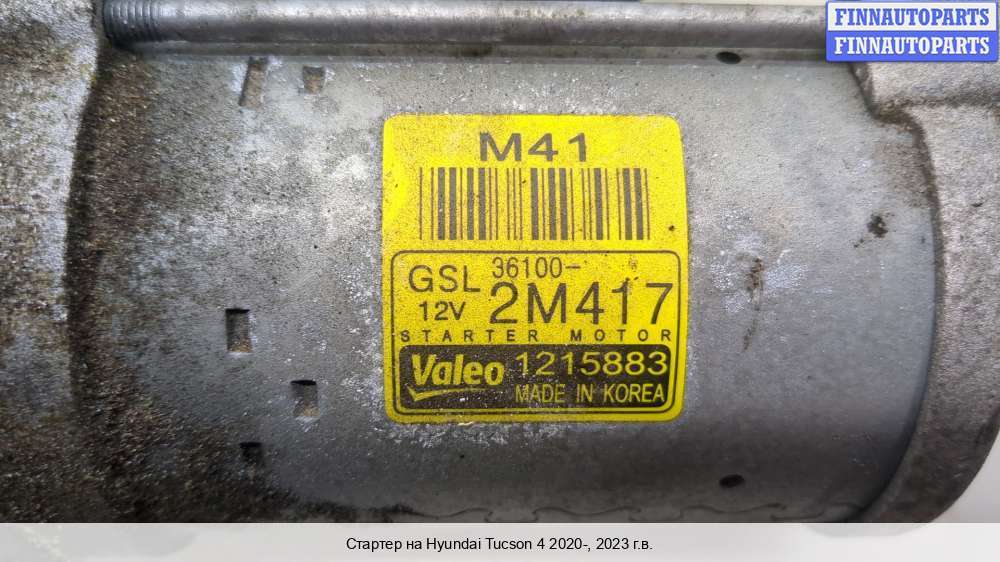 FINNAUTOPARTS
FINNAUTOPARTS
M41
GSL 36100-
12V 2M417
STARTER MOTOR
Valeo 1215883
MADE IN KOREA
Стартер на Hyundai Tucson 4 2020-, 2023 г.в.